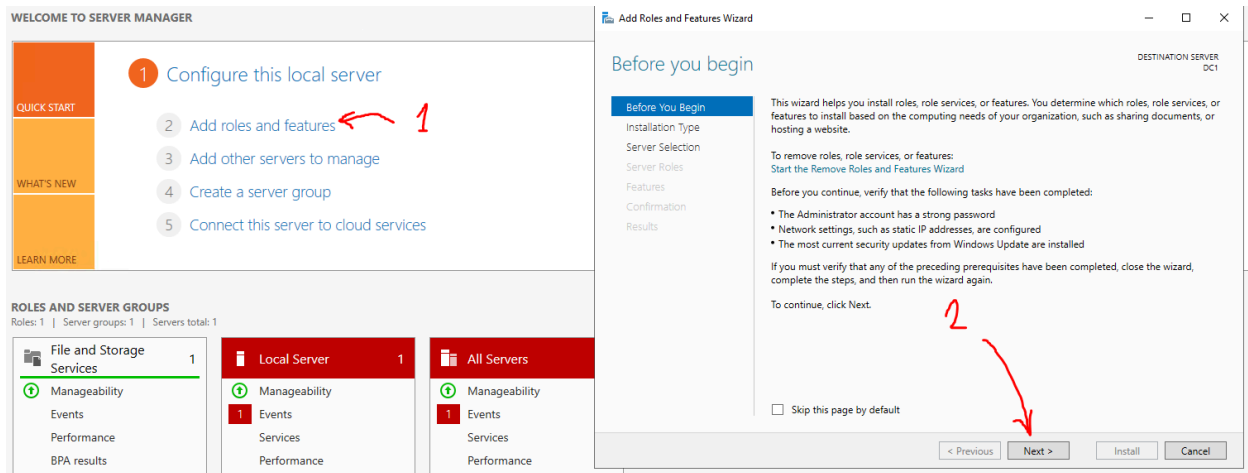 WELCOME TO SERVER MANAGER
QUICK START
WHAT'S NEW
LEARN MORE
1 Configure this local server
2 Add roles and features
1
3 Add other servers to manage
4 Create a server group
5 Connect this server to cloud services
ROLES AND SERVER GROUPS
Roles: 1 | Server groups: 1 | Servers total: 1
File and Storage
Services
1
Manageability
Events
Performance
BPA results
Local Server 1
Manageability
1 Events
Services
Performance
All Servers
Manageability
1 Events
Services
Performance
Add Roles and Features Wizard
Before you begin
DESTINATION SERVER
DC1
Before You Begin
Installation Type
Server Selection
Server Roles
Features
Confirmation
Results
This wizard helps you install roles, role services, or features. You determine which roles, role services, or
features to install based on the computing needs of your organization, such as sharing documents, or
hosting a website.
To remove roles, role services, or features:
Start the Remove Roles and Features Wizard
Before you continue, verify that the following tasks have been completed:
• The Administrator account has a strong password
• Network settings, such as static IP addresses, are configured
• The most current security updates from Windows Update are installed
If you must verify that any of the preceding prerequisites have been completed, close the wizard,
complete the steps, and then run the wizard again.
To continue, click Next.
2
Skip this page by default
< Previous Next > Install Cancel